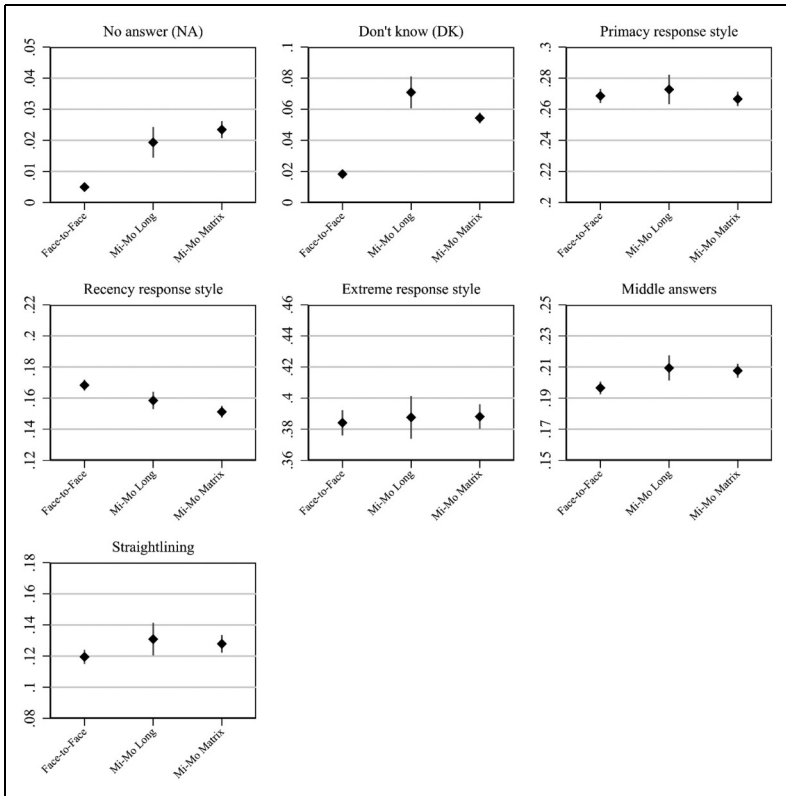 No answer (NA)
.05
.04
.03
.02
.01
0
Face-to-Face
Mi-Mo Long
Mi-Mo Matrix
Don't know (DK)
.1
.08
.06
.04
.02
0
Face-to-Face
Mi-Mo Long
Mi-Mo Matrix
Primacy response style
.3
.28
.26
.24
.22
.2
Face-to-Face
Mi-Mo Long
Mi-Mo Matrix
Recency response style
.22
.2
.18
.16
.14
.12
Face-to-Face
Mi-Mo Long
Mi-Mo Matrix
Extreme response style
.46
.44
.42
.4
.38
.36
Face-to-Face
Mi-Mo Long
Mi-Mo Matrix
Middle answers
.25
.23
.21
.19
.17
.15
Face-to-Face
Mi-Mo Long
Mi-Mo Matrix
Straightlining
.18
.16
.14
.12
.1
.08
Face-to-Face
Mi-Mo Long
Mi-Mo Matrix